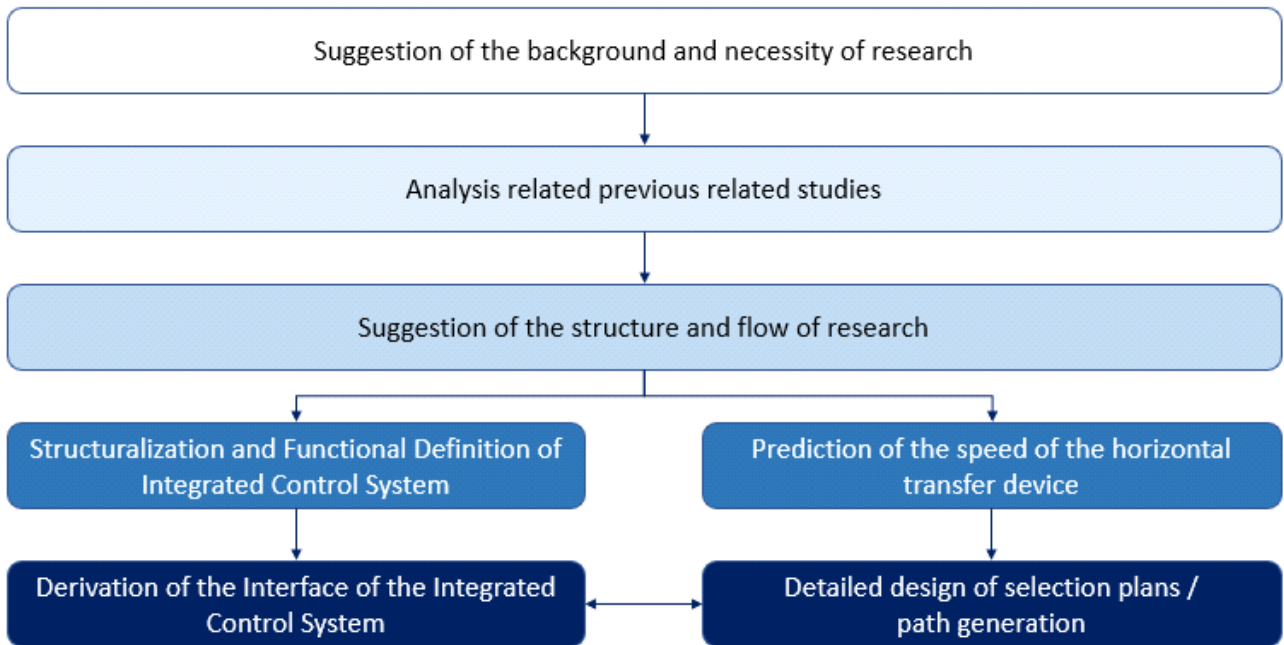 Suggestion of the background and necessity of research
Analysis related previous related studies
Suggestion of the structure and flow of research
Structuralization and Functional Definition of
Integrated Control System
Prediction of the speed of the horizontal
transfer device
Derivation of the Interface of the Integrated
Control System
Detailed design of selection plans /
path generation